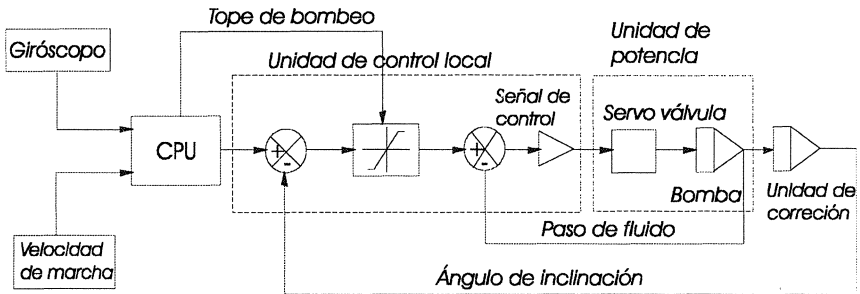 Tope de bombeo
Giróscopo
Unidad de control local
Unidad de
potencia
Señal de
control
Servo válvula
CPU
+
-
+
-
Bomba
Unidad de
correción
Paso de fluido
Velocidad
de marcha
Ángulo de inclinación